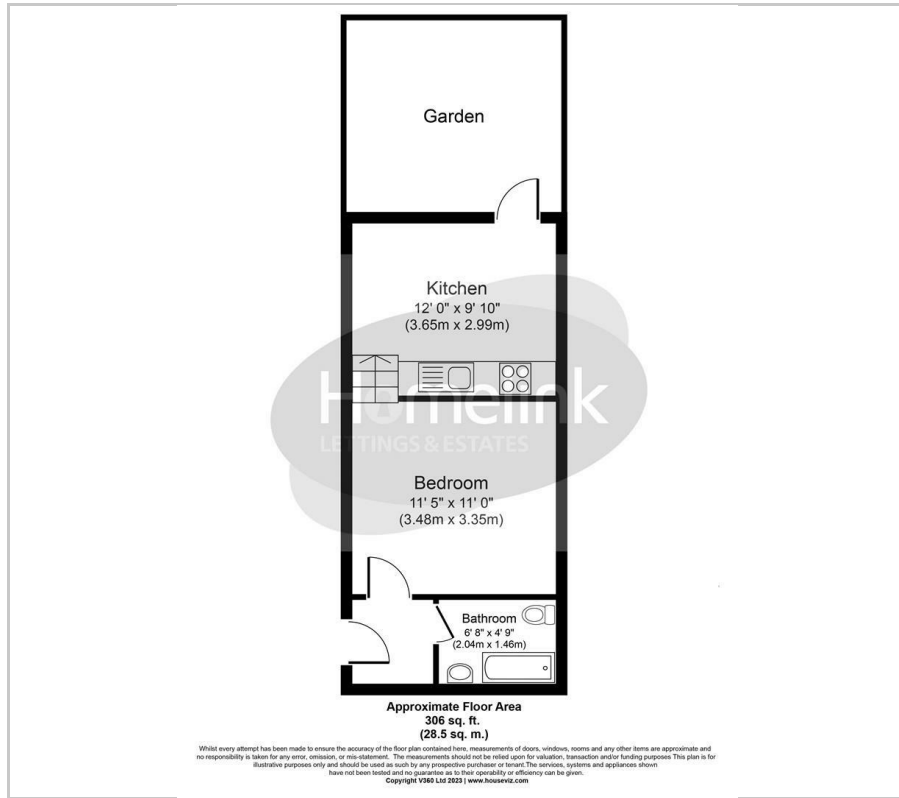 Garden
Kitchen
12' 0" x 9' 10"
(3.65m x 2.99m)
Homelink
LETTINGS & ESTATES
Bedroom
11' 5" x 11' 0"
(3.48m x 3.35m)
Bathroom
6' 8" x 4' 9"
(2.04m x 1.46m)
Approximate Floor Area
306 sq. ft.
(28.5 sq. m.)
Whilst every attempt has been made to ensure the accuracy of the floor plan contained here, measurements of doors, windows, rooms and any other items are approximate and
no responsibility is taken for any error, omission, or mis-statement. The measurements should not be relied upon for valuation, transaction and/or funding purposes This plan is for
illustrative purposes only and should be used as such by any prospective purchaser or tenant.The services, systems and appliances shown
have not been tested and no guarantee as to their operability or efficiency can be given.
Copyright V360 Ltd 2023 | www.houseviz.com